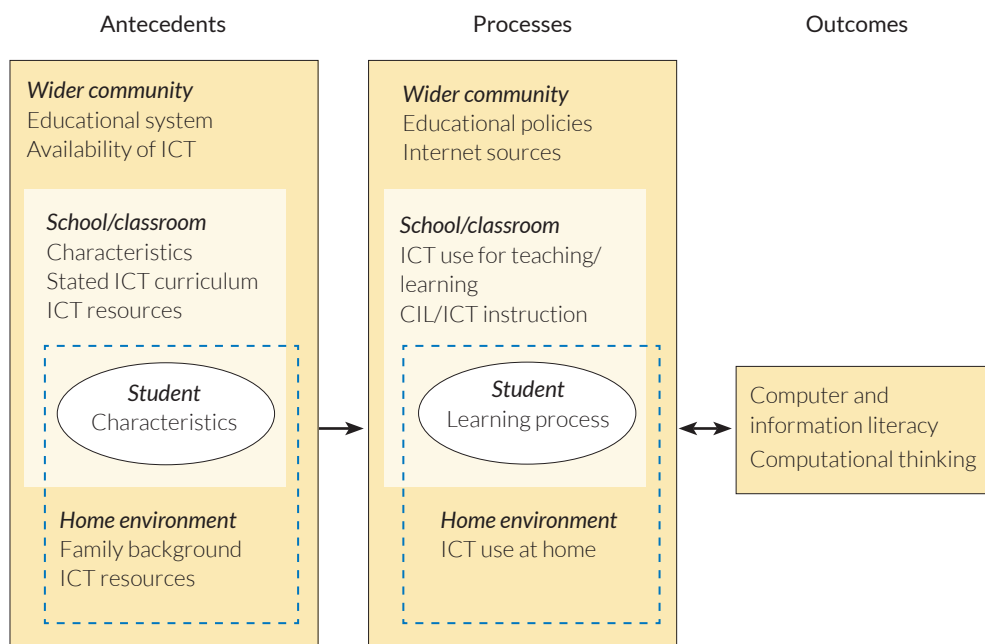 Antecedents
Processes
Outcomes
Wider community
Educational system
Availability of ICT
School/classroom
Characteristics
Stated ICT curriculum
ICT resources
Student
Characteristics
Home environment
Family background
ICT resources
Wider community
Educational policies
Internet sources
School/classroom
ICT use for teaching/
learning
CIL/ICT instruction
Student
Learning process
Home environment
ICT use at home
Computer and
information literacy
Computational thinking